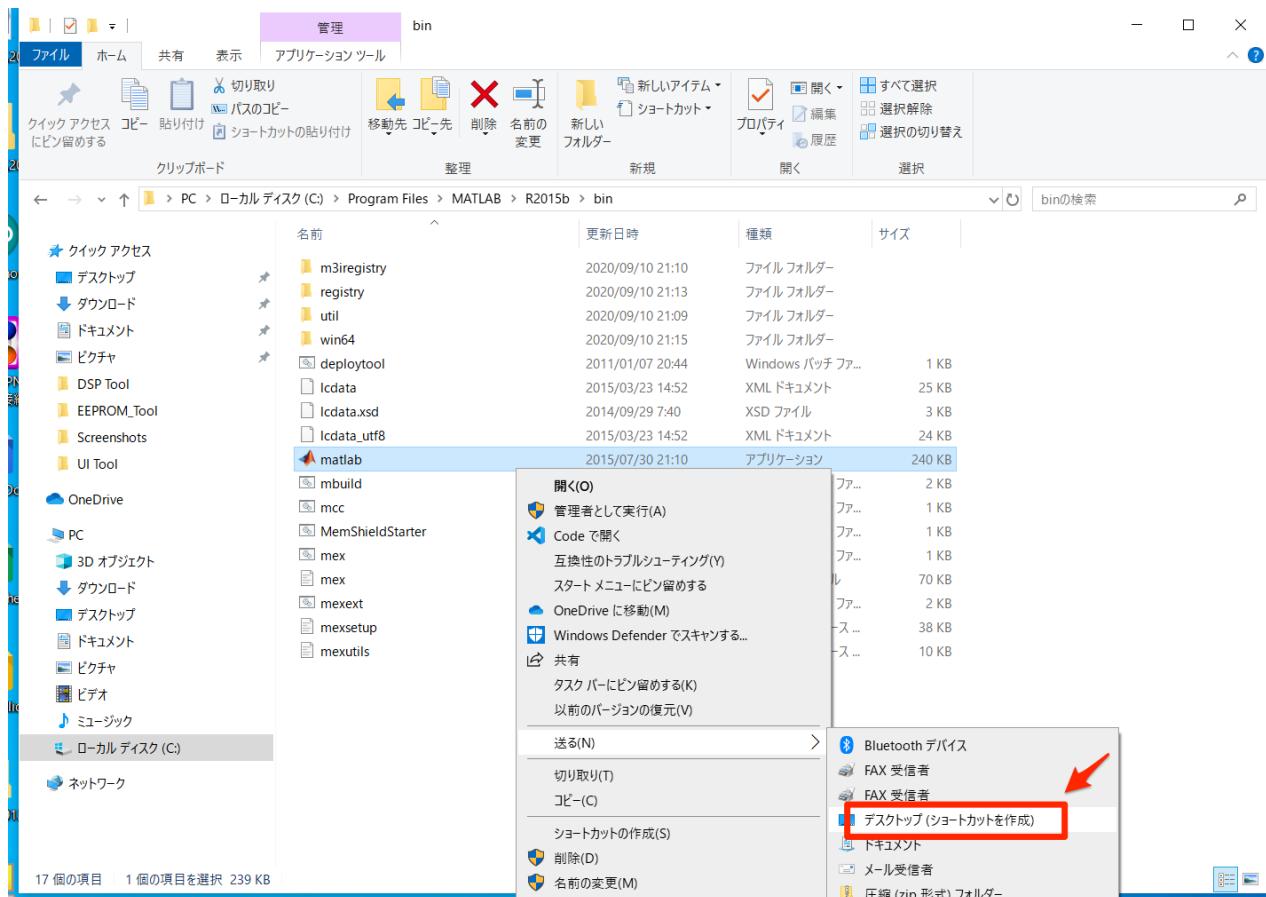 管理
bin
ファイル
ホーム
共有
表示
アプリケーション ツール
クイック アクセス
にピン留めする
コピー
貼り付け
切り取り
パスのコピー
ショートカットの貼り付け
クリップボード
移動先
コピー先
削除
名前の
変更
整理
新しい
フォルダー
新しいアイテム
ショートカット
新規
プロパティ
開く
編集
履歴
開く
すべて選択
選択解除
選択の切り替え
選択
PC > ローカル ディスク (C:) > Program Files > MATLAB > R2015b > bin
binの検索
クイック アクセス
デスクトップ
ダウンロード
ドキュメント
ピクチャ
DSP Tool
EEPROM_Tool
Screenshots
UI Tool
OneDrive
PC
3D オブジェクト
ダウンロード
デスクトップ
ドキュメント
ピクチャ
ビデオ
ミュージック
ローカル ディスク (C:)
ネットワーク
名前 更新日時 種類 サイズ
m3iregistry 2020/09/10 21:10 ファイル フォルダー
registry 2020/09/10 21:13 ファイル フォルダー
util 2020/09/10 21:09 ファイル フォルダー
win64 2020/09/10 21:15 ファイル フォルダー
deploytool 2011/01/07 20:44 Windows バッチ ファ... 1 KB
lcdata 2015/03/23 14:52 XML ドキュメント 25 KB
lcdata.xsd 2014/09/29 7:40 XSD ファイル 3 KB
lcdata_utf8 2015/03/23 14:52 XML ドキュメント 24 KB
matlab 2015/07/30 21:10 アプリケーション 240 KB
mbuild ファ... 2 KB
mcc ファ... 1 KB
MemShieldStarter ファ... 1 KB
mex ファ... 1 KB
mex ル 70 KB
mexext ファ... 2 KB
mexsetup ース ... 38 KB
mexutils ース ... 10 KB
開く(O)
管理者として実行(A)
Code で開く
互換性のトラブルシューティング(Y)
スタート メニューにピン留めする
OneDrive に移動(M)
Windows Defender でスキャンする...
共有
タスク バーにピン留めする(K)
以前のバージョンの復元(V)
送る(N)
切り取り(T)
コピー(C)
ショートカットの作成(S)
削除(D)
名前の変更(M)
Bluetooth デバイス
FAX 受信者
FAX 受信者
デスクトップ (ショートカットを作成)
ドキュメント
メール受信者
圧縮 (zip 形式) フォルダー
17 個の項目 1 個の項目を選択 239 KB